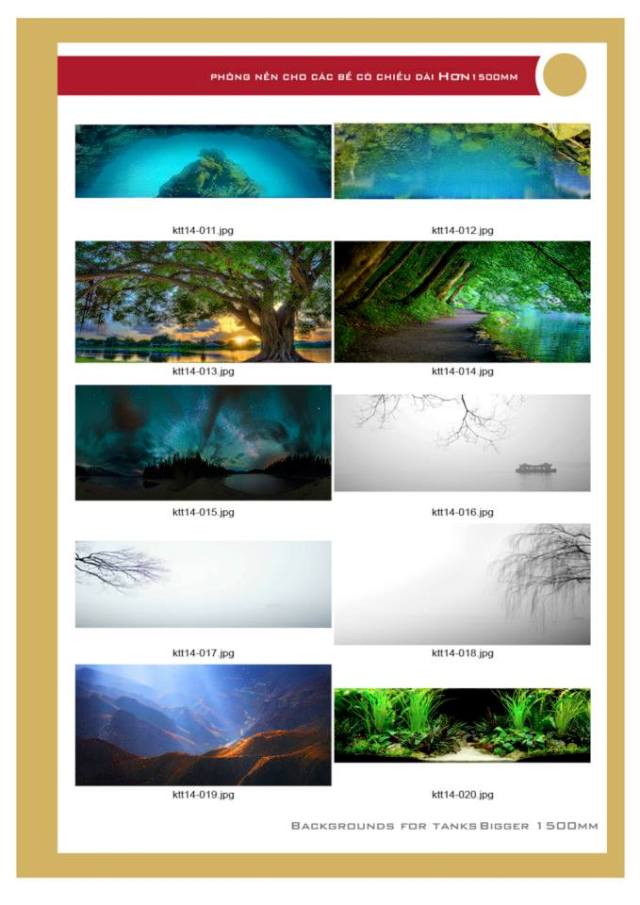 PHÔNG NỀN CHO CÁC BỂ CÓ CHIỀU DÀI HƠN 1500MM
ktt14-011.jpg
ktt14-012.jpg
ktt14-013.jpg
ktt14-014.jpg
ktt14-015.jpg
ktt14-016.jpg
ktt14-017.jpg
ktt14-018.jpg
ktt14-019.jpg
ktt14-020.jpg
BACKGROUNDS FOR TANKS BIGGER 1500MM